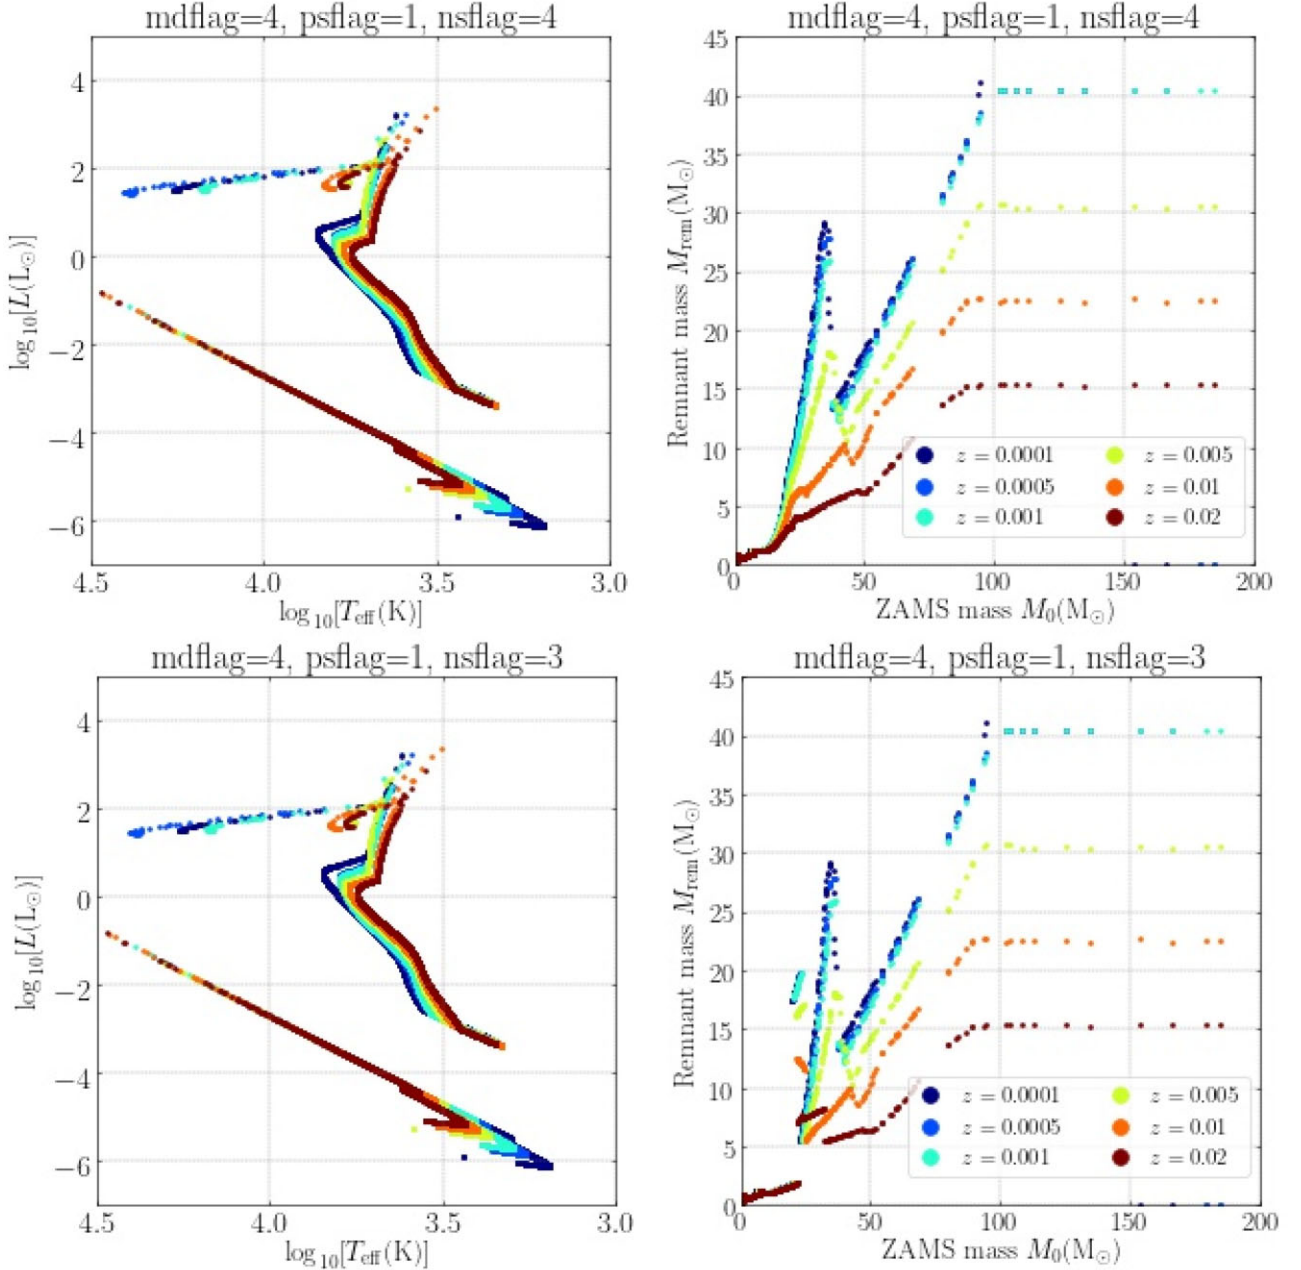 mdflag=4, psflag=1, nsflag=4
log₁₀[L(L☉)]
4
2
0
−2
−4
−6
4.5 4.0 3.5 3.0
log₁₀[T_eff(K)]
mdflag=4, psflag=1, nsflag=4
Remnant mass M_rem(M☉)
45
40
35
30
25
20
15
10
5
0
z = 0.0001 z = 0.005
z = 0.0005 z = 0.01
z = 0.001 z = 0.02
0 50 100 150 200
ZAMS mass M₀(M☉)
mdflag=4, psflag=1, nsflag=3
log₁₀[L(L☉)]
4
2
0
−2
−4
−6
4.5 4.0 3.5 3.0
log₁₀[T_eff(K)]
mdflag=4, psflag=1, nsflag=3
Remnant mass M_rem(M☉)
45
40
35
30
25
20
15
10
5
0
z = 0.0001 z = 0.005
z = 0.0005 z = 0.01
z = 0.001 z = 0.02
0 50 100 150 200
ZAMS mass M₀(M☉)